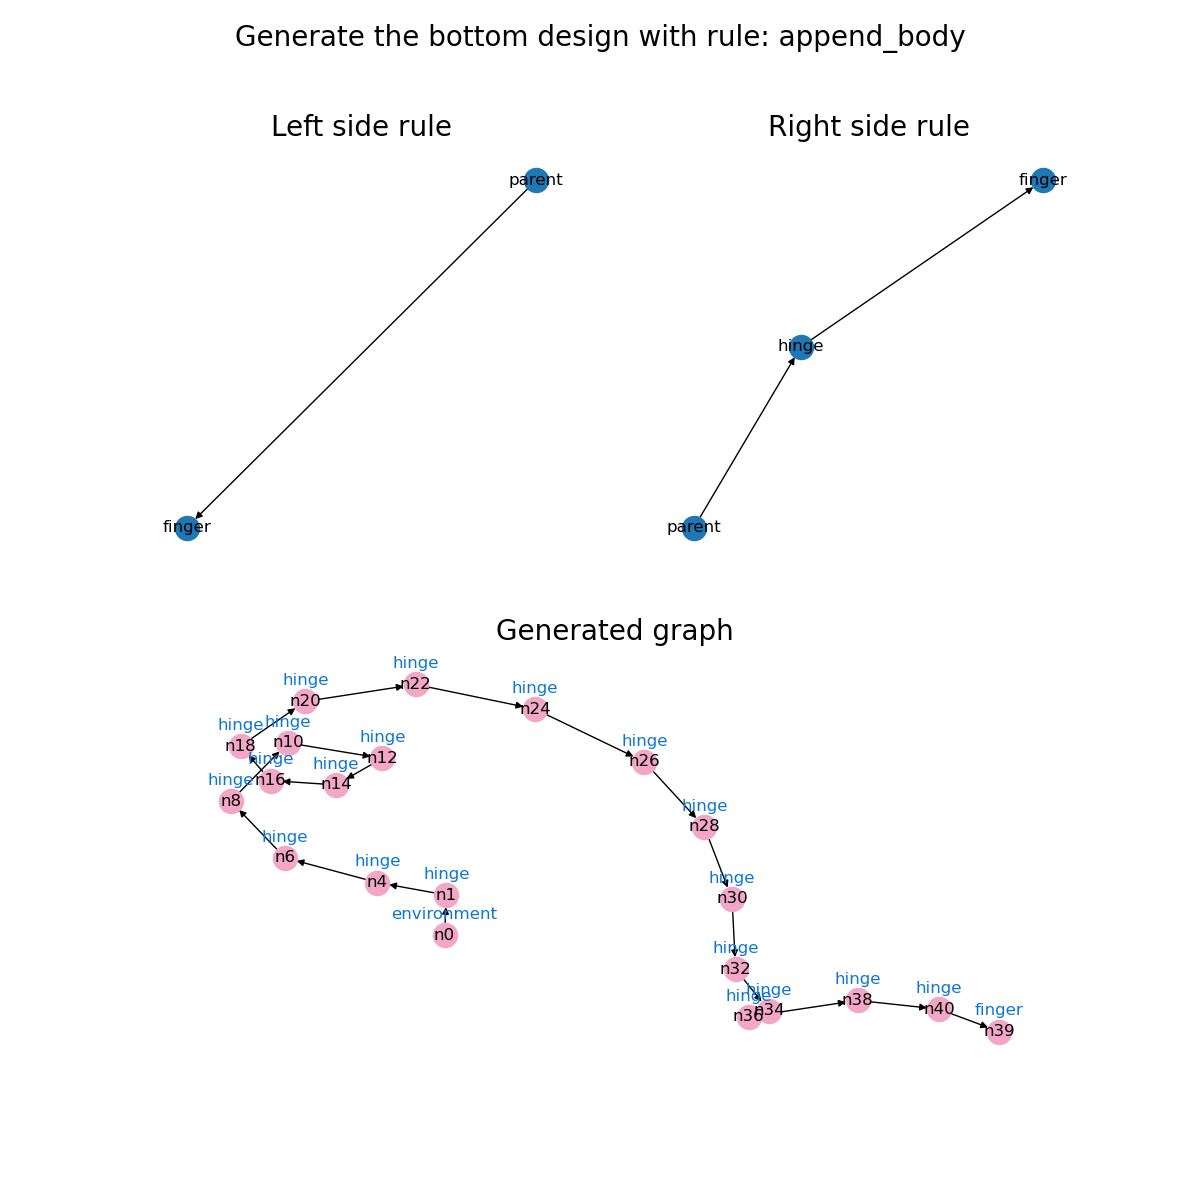 Generate the bottom design with rule: append_body
Left side rule
Right side rule
parent
finger
finger
hinge
parent
Generated graph
hinge
n22
hinge
n20
hinge
n24
hinge
n18
hinge
n10
hinge
n12
hinge
n26
hinge
n16
hinge
n14
hinge
n8
hinge
n28
hinge
n6
hinge
n4
hinge
n1
hinge
n30
environment
n0
hinge
n32
hinge
n34
hinge
n36
hinge
n38
hinge
n40
finger
n39